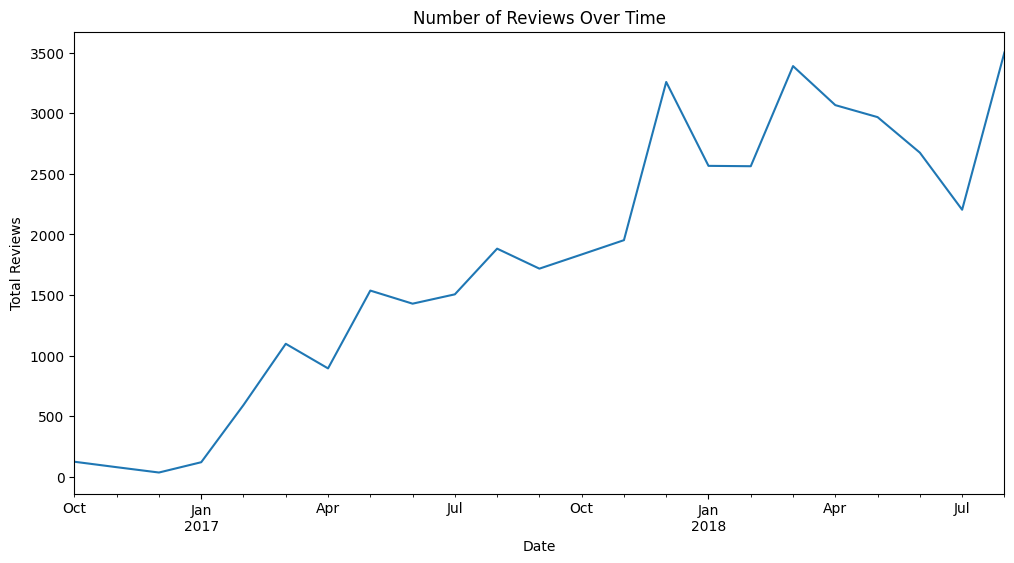 Number of Reviews Over Time
Total Reviews
3500
3000
2500
2000
1500
1000
500
0
Oct Jan Apr Jul Oct Jan Apr Jul
2017 2018
Date